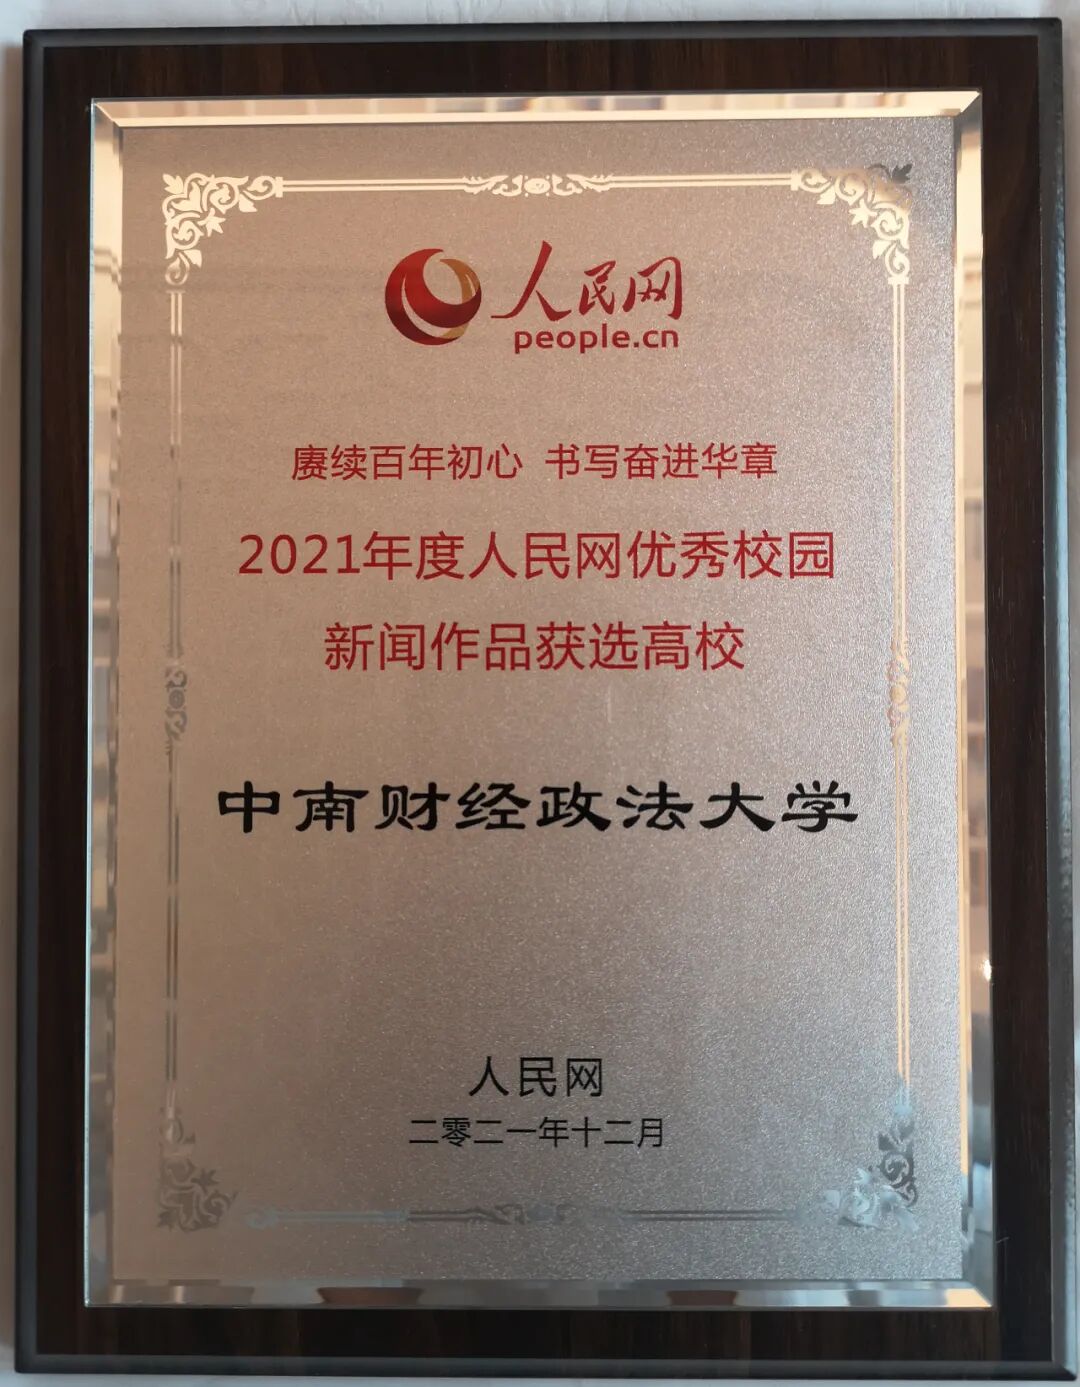 人民网
people.cn
赓续百年初心 书写奋进华章
2021年度人民网优秀校园
新闻作品获选高校
中南财经政法大学
人民网
二零二一年十二月